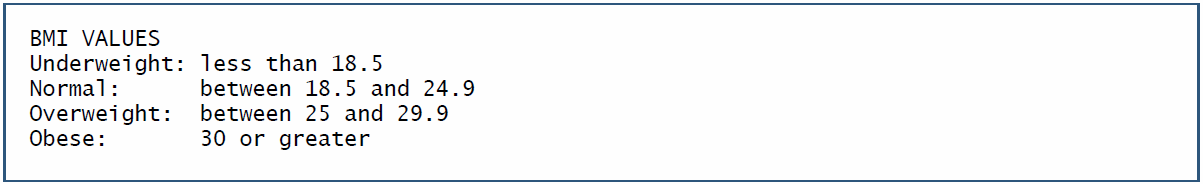 BMI VALUES
Underweight: less than 18.5
Normal:      between 18.5 and 24.9
Overweight:  between 25 and 29.9
Obese:       30 or greater